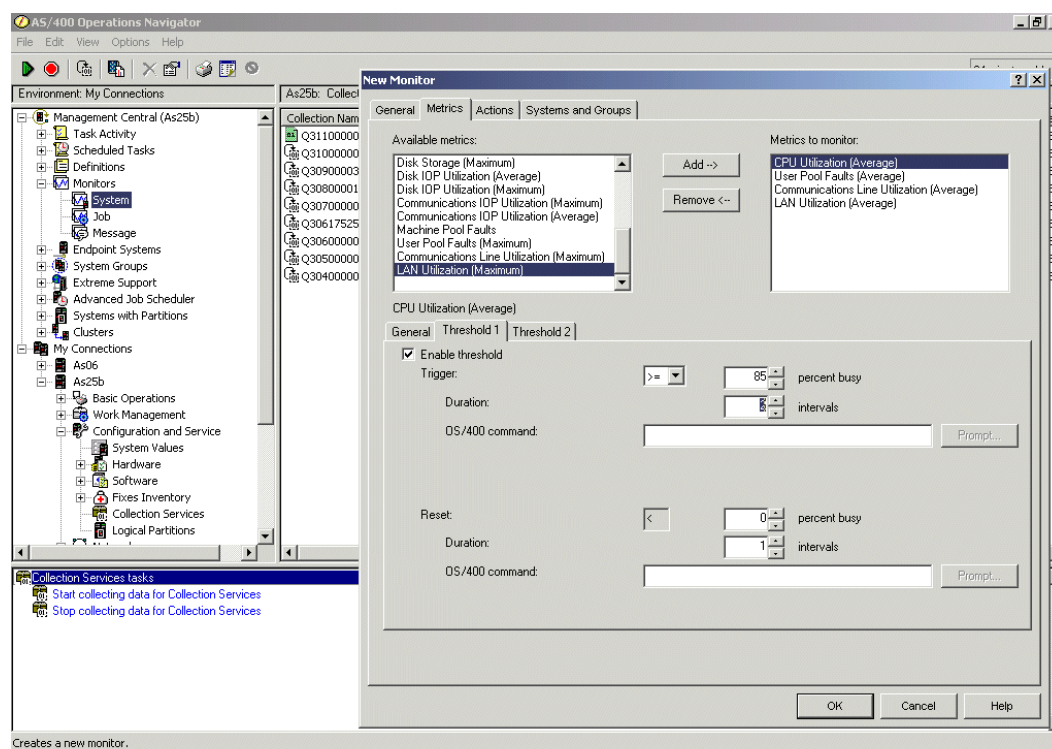 AS/400 Operations Navigator
File Edit View Options Help
Environment: My Connections
As25b: Collec
Management Central (As25b)
Task Activity
Scheduled Tasks
Definitions
Monitors
System
Job
Message
Endpoint Systems
System Groups
Extreme Support
Advanced Job Scheduler
Systems with Partitions
Clusters
My Connections
As06
As25b
Basic Operations
Work Management
Configuration and Service
System Values
Hardware
Software
Fixes Inventory
Collection Services
Logical Partitions
Collection Nam
Q31100000
Q31000000
Q30900003
Q30800001
Q30700000
Q30617525
Q30600000
Q30500000
Q30400000
New Monitor
General Metrics Actions Systems and Groups
Available metrics:
Disk Storage (Maximum)
Disk IOP Utilization (Average)
Disk IOP Utilization (Maximum)
Communications IOP Utilization (Maximum)
Communications IOP Utilization (Average)
Machine Pool Faults
User Pool Faults (Maximum)
Communications Line Utilization (Maximum)
LAN Utilization (Maximum)
Add -->
Remove <--
Metrics to monitor:
CPU Utilization (Average)
User Pool Faults (Average)
Communications Line Utilization (Average)
LAN Utilization (Average)
CPU Utilization (Average)
General Threshold 1 Threshold 2
Enable threshold
Trigger: >= 85 percent busy
Duration: intervals
OS/400 command: Prompt...
Reset: < 0 percent busy
Duration: 1 intervals
OS/400 command: Prompt...
OK Cancel Help
Collection Services tasks
Start collecting data for Collection Services
Stop collecting data for Collection Services
Creates a new monitor.